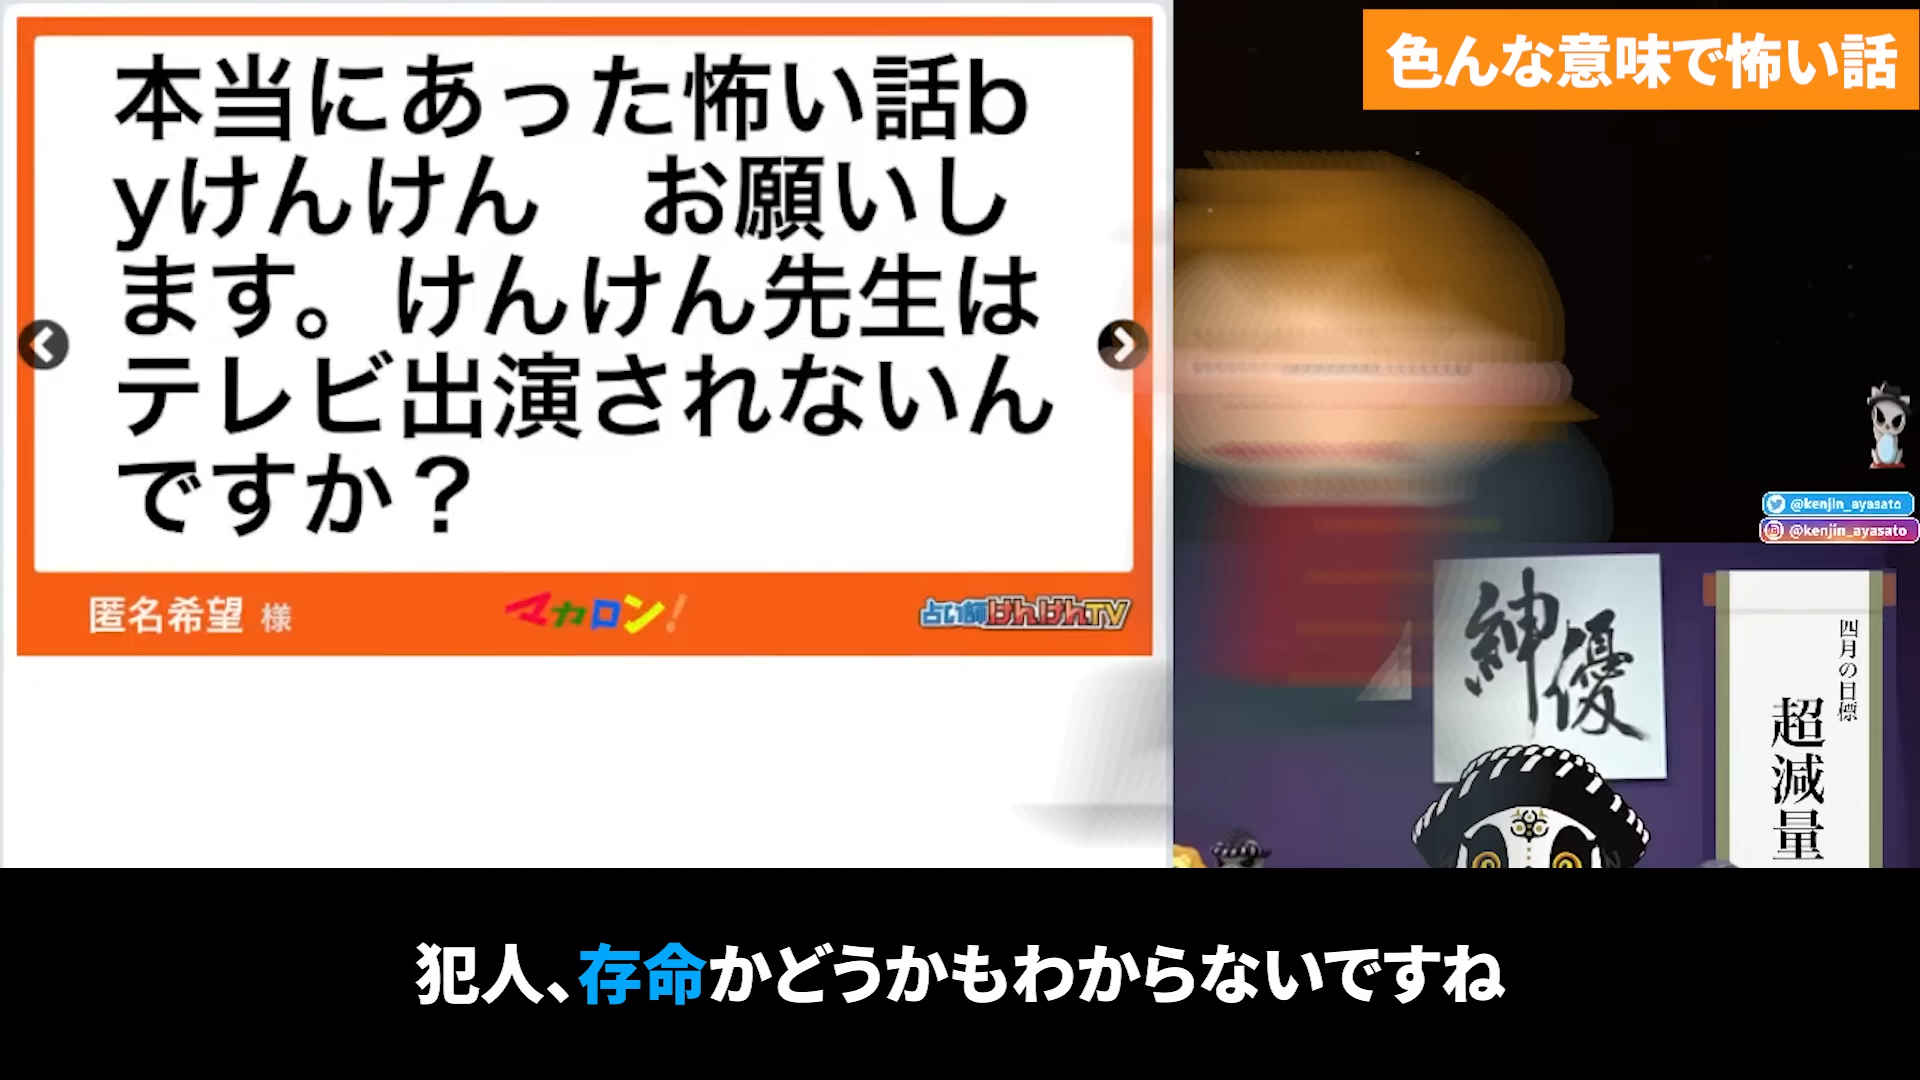 色んな意味で怖い話
本当にあった怖い話b
yけんけん　お願いし
ます。けんけん先生は
テレビ出演されないん
ですか？
匿名希望 様
マカロン！
占い師けんけんTV
@kenjin_ayasato
@kenjin_ayasato
紳優
四月の目標
超減量
犯人、存命かどうかもわからないですね